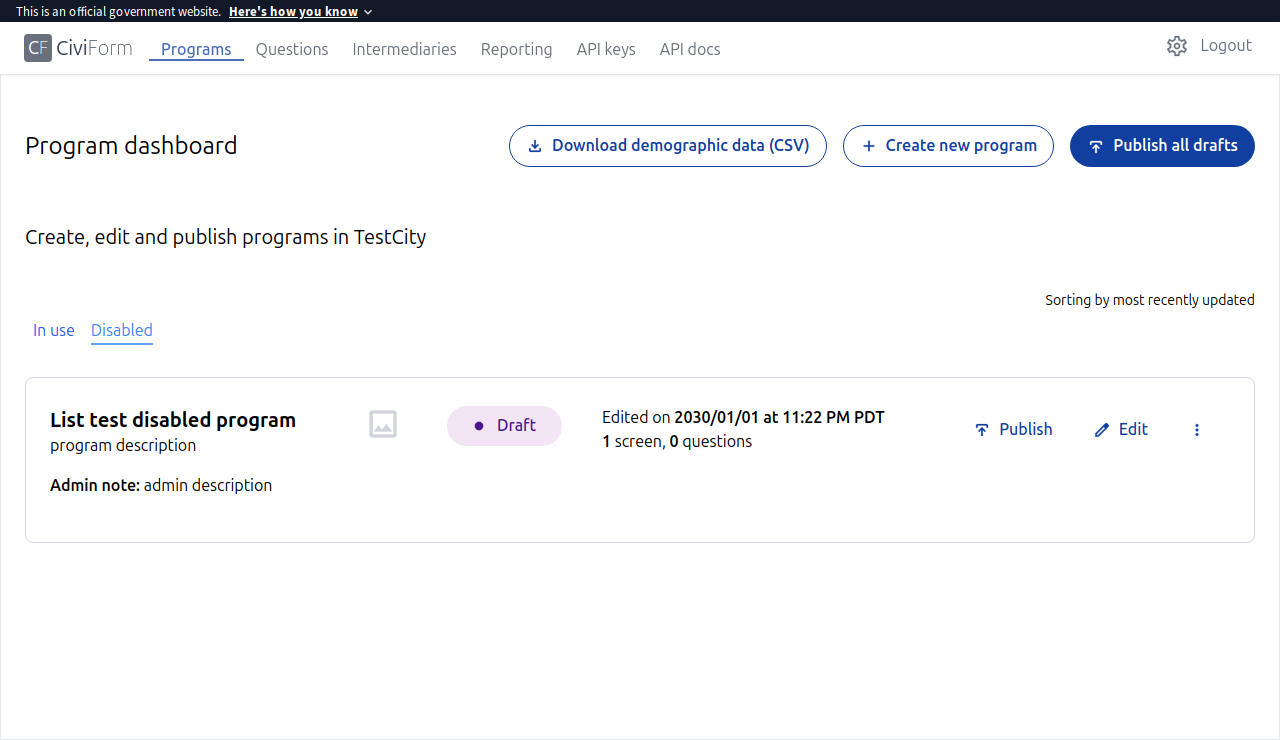 This is an official government website. Here's how you know
CF CiviForm Programs Questions Intermediaries Reporting API keys API docs Logout
Program dashboard Download demographic data (CSV) Create new program Publish all drafts
Create, edit and publish programs in TestCity
Sorting by most recently updated
In use Disabled
List test disabled program Draft Edited on 2030/01/01 at 11:22 PM PDT Publish Edit
program description 1 screen, 0 questions
Admin note: admin description